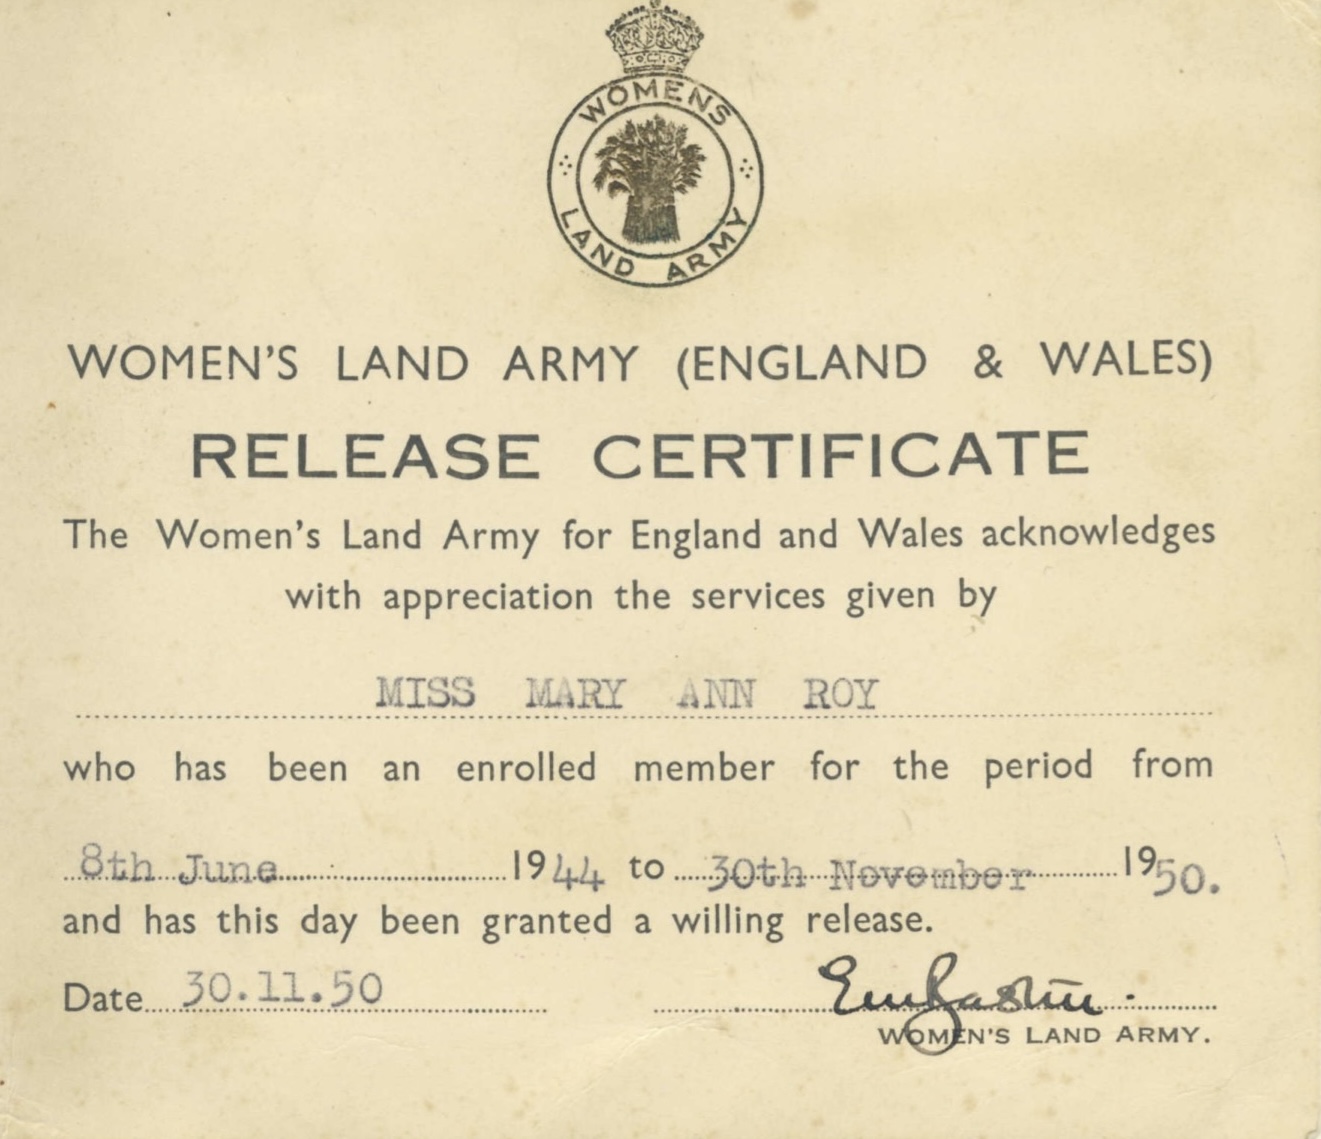 WOMENS
LAND ARMY
WOMEN'S LAND ARMY (ENGLAND & WALES)
RELEASE CERTIFICATE
The Women's Land Army for England and Wales acknowledges
with appreciation the services given by
MISS MARY ANN ROY
who has been an enrolled member for the period from
8th June 1944 to 30th November 1950.
and has this day been granted a willing release.
Date 30.11.50
WOMEN'S LAND ARMY.